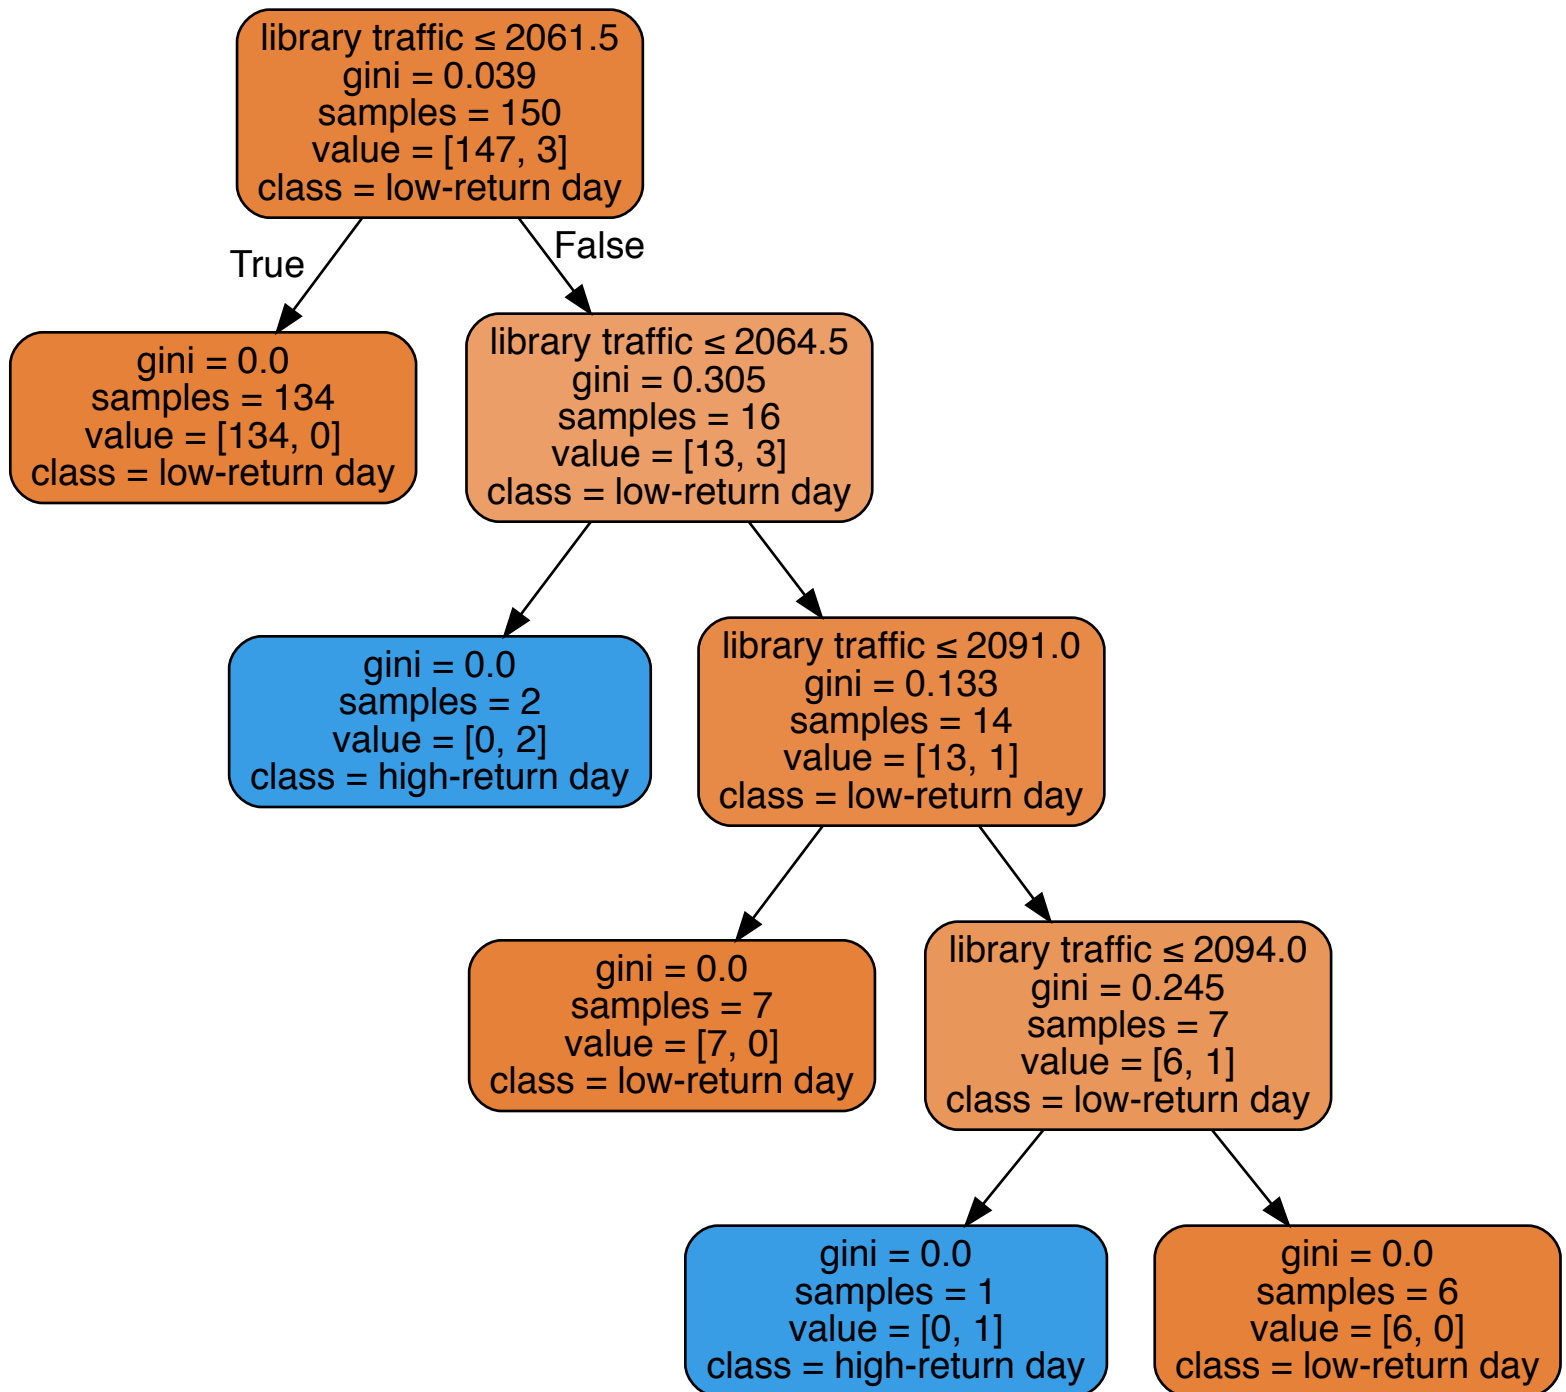 library traffic ≤ 2061.5
gini = 0.039
samples = 150
value = [147, 3]
class = low-return day
True
False
gini = 0.0
samples = 134
value = [134, 0]
class = low-return day
library traffic ≤ 2064.5
gini = 0.305
samples = 16
value = [13, 3]
class = low-return day
gini = 0.0
samples = 2
value = [0, 2]
class = high-return day
library traffic ≤ 2091.0
gini = 0.133
samples = 14
value = [13, 1]
class = low-return day
gini = 0.0
samples = 7
value = [7, 0]
class = low-return day
library traffic ≤ 2094.0
gini = 0.245
samples = 7
value = [6, 1]
class = low-return day
gini = 0.0
samples = 1
value = [0, 1]
class = high-return day
gini = 0.0
samples = 6
value = [6, 0]
class = low-return day